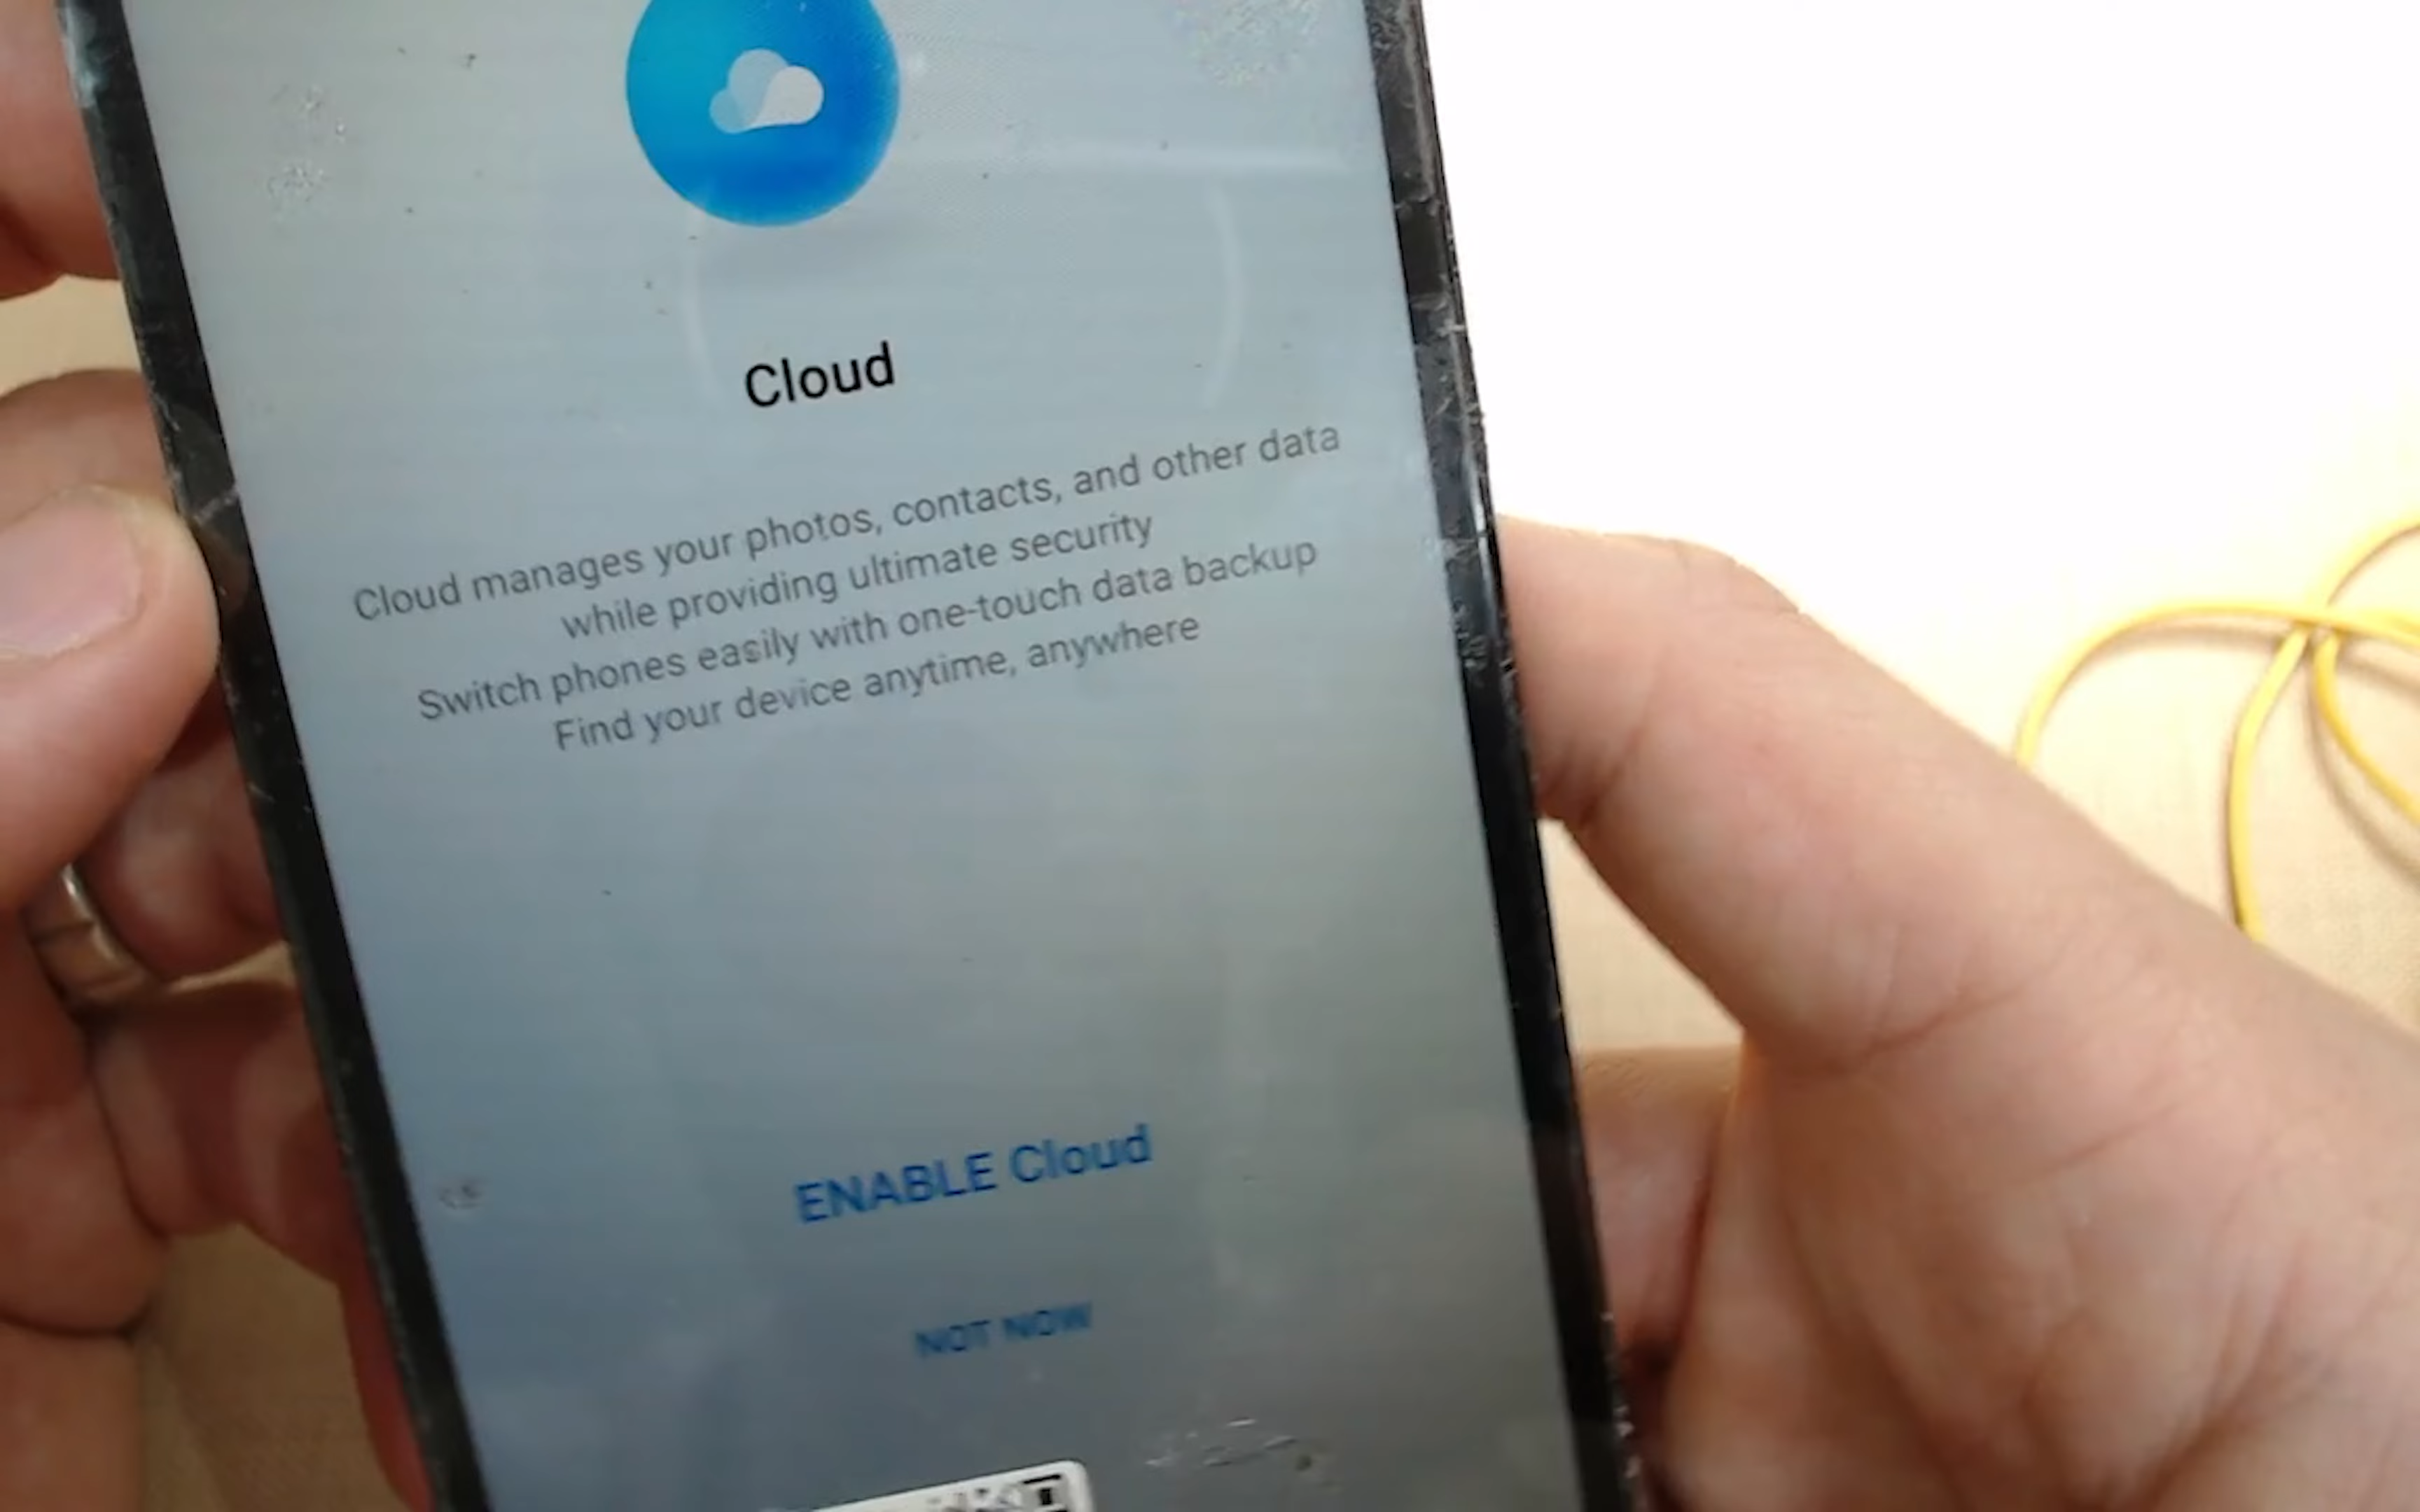 Cloud
Cloud manages your photos, contacts, and other data
while providing ultimate security
Switch phones easily with one-touch data backup
Find your device anytime, anywhere
ENABLE Cloud
NOT NOW